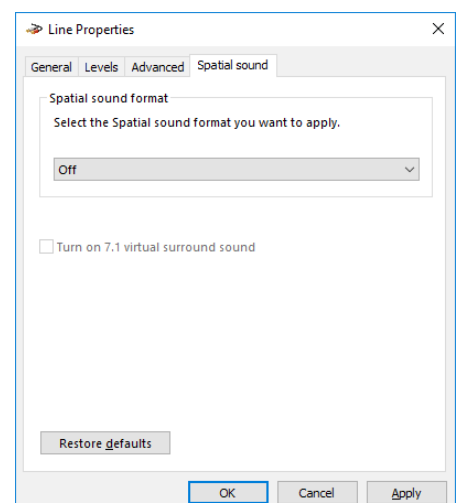 Line Properties
General Levels Advanced Spatial sound
Spatial sound format
Select the Spatial sound format you want to apply.
Off
Turn on 7.1 virtual surround sound
Restore defaults
OK Cancel Apply